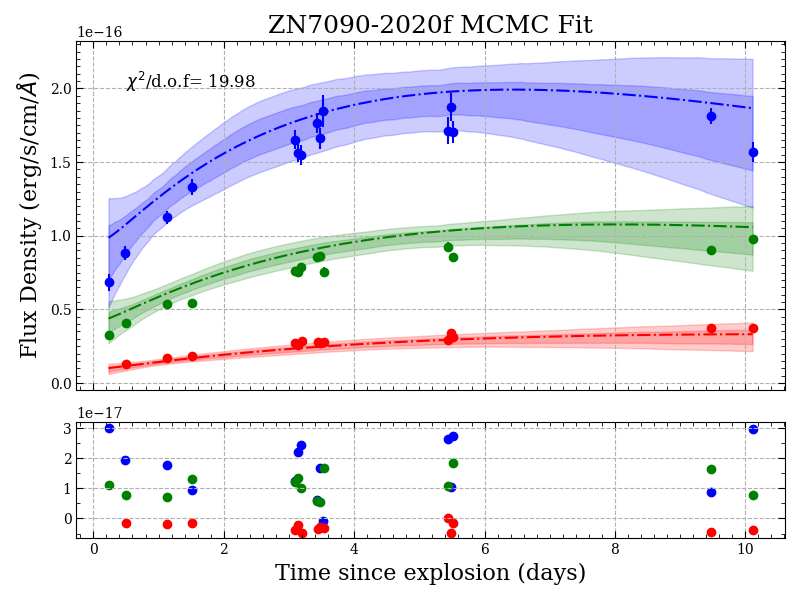 ZN7090-2020f MCMC Fit
1e−16
χ²/d.o.f= 19.98
2.0
1.5
1.0
0.5
0.0
Flux Density (erg/s/cm/Å)
1e−17
3
2
1
0
0 2 4 6 8 10
Time since explosion (days)